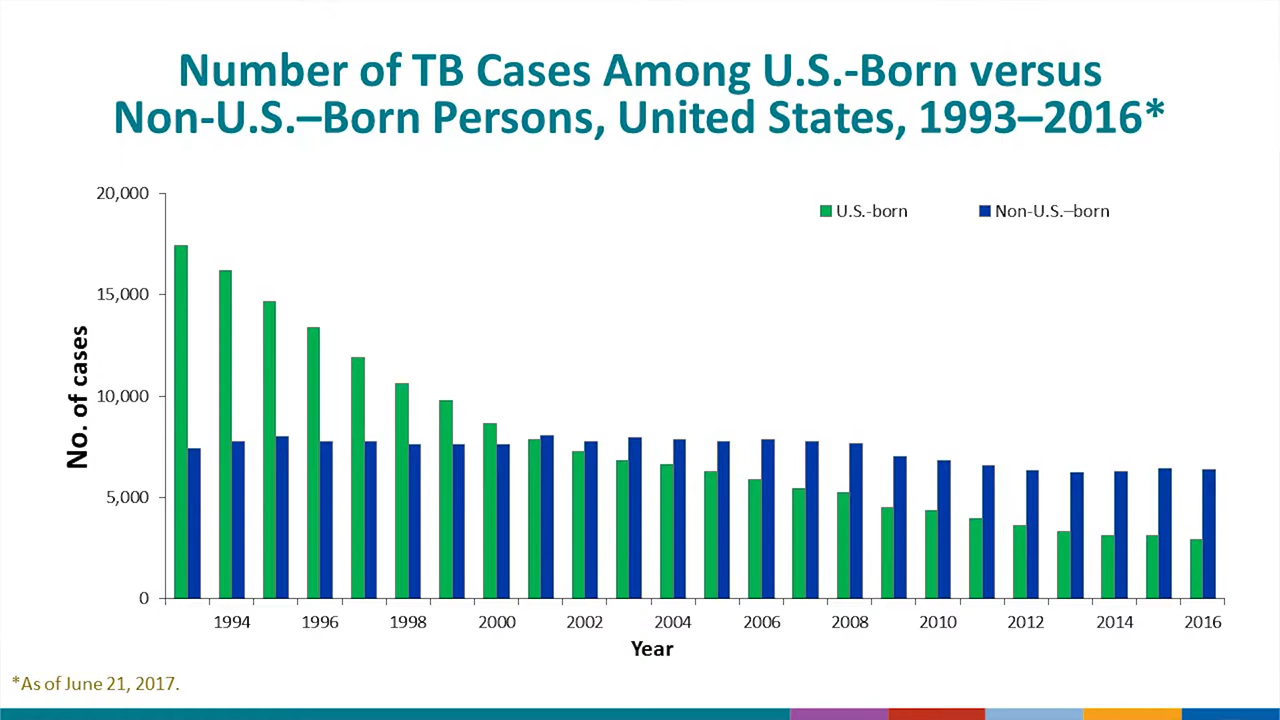 Number of TB Cases Among U.S.-Born versus
Non-U.S.–Born Persons, United States, 1993–2016*
20,000
15,000
10,000
5,000
0
No. of cases
U.S.-born
Non-U.S.–born
1994
1996
1998
2000
2002
2004
2006
2008
2010
2012
2014
2016
Year
*As of June 21, 2017.